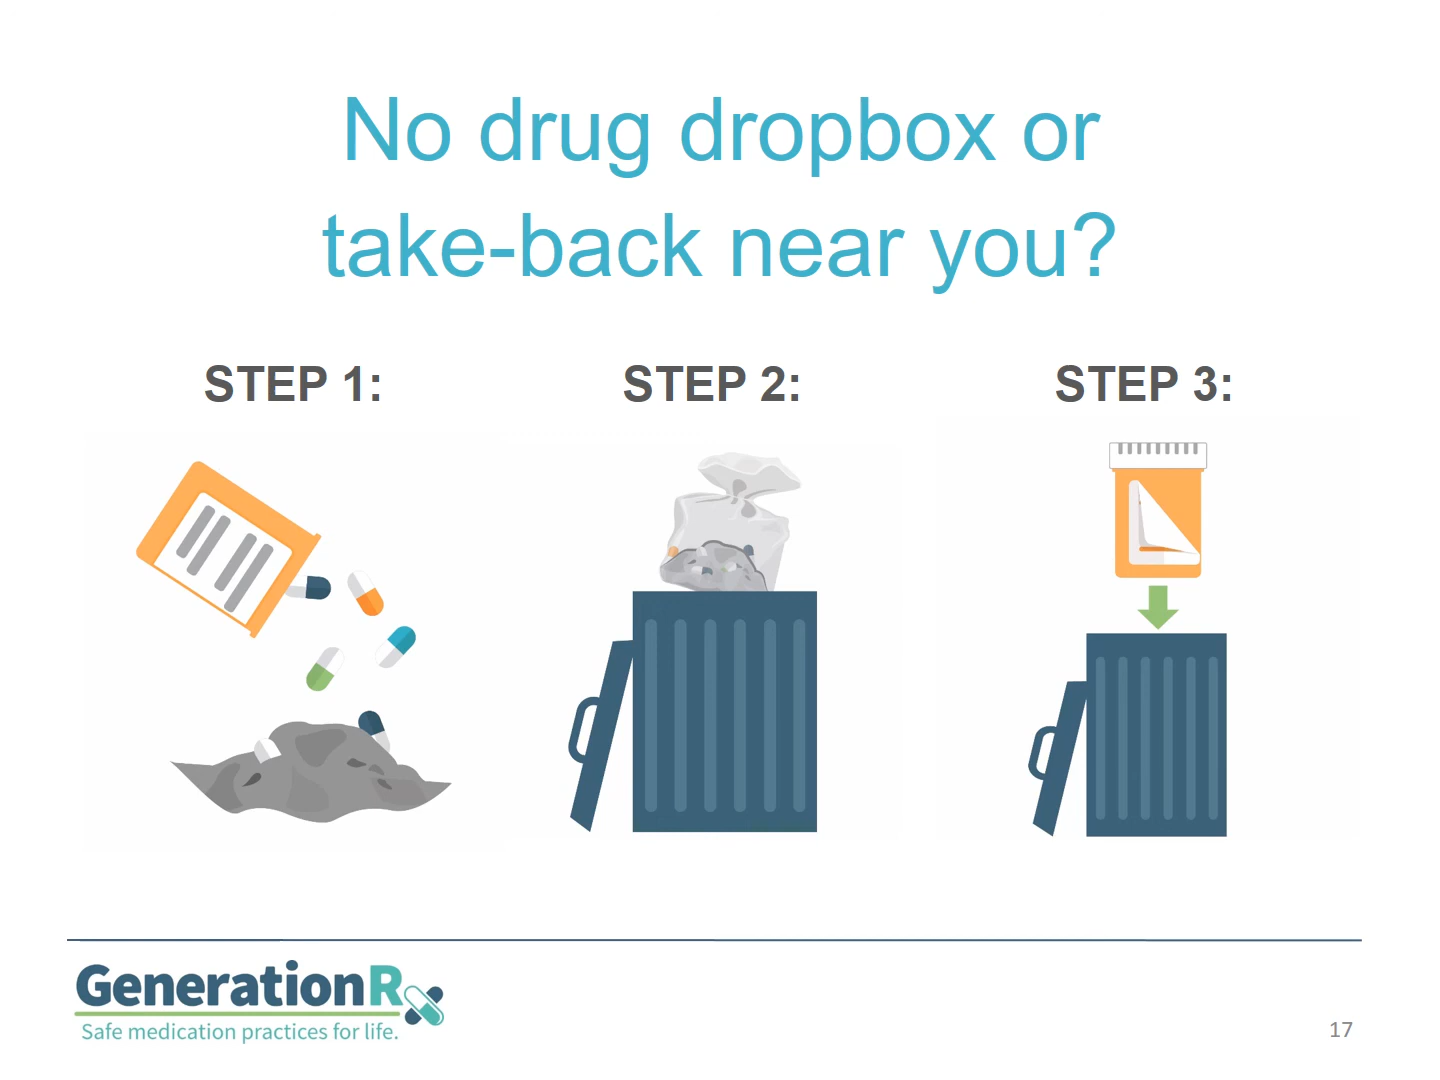 No drug dropbox or
take-back near you?
STEP 1:
STEP 2:
STEP 3:
GenerationRx
Safe medication practices for life.
17